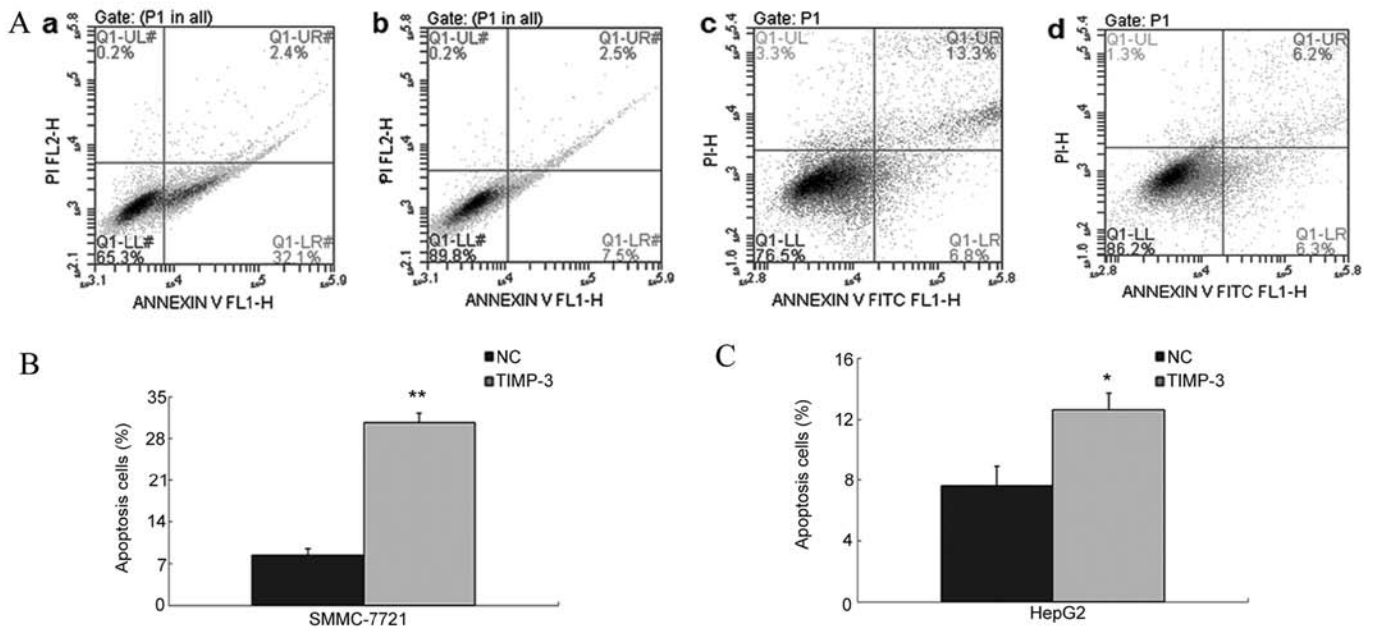 A
a
Gate: (P1 in all)
Q1-UL#
0.2%
Q1-UR#
2.4%
Q1-LL#
65.3%
Q1-LR#
32.1%
PI FL2-H
ANNEXIN V FL1-H
b
Gate: (P1 in all)
Q1-UL#
0.2%
Q1-UR#
2.5%
Q1-LL#
89.8%
Q1-LR#
7.5%
PI FL2-H
ANNEXIN V FL1-H
c
Gate: P1
Q1-UL
3.3%
Q1-UR
13.3%
Q1-LL
76.5%
Q1-LR
6.8%
PI-H
ANNEXIN V FITC FL1-H
d
Gate: P1
Q1-UL
1.3%
Q1-UR
6.2%
Q1-LL
86.2%
Q1-LR
6.3%
PI-H
ANNEXIN V FITC FL1-H
B
NC
TIMP-3
Apoptosis cells (%)
35
28
21
14
7
0
**
SMMC-7721
C
NC
TIMP-3
Apoptosis cells (%)
16
12
8
4
0
*
HepG2